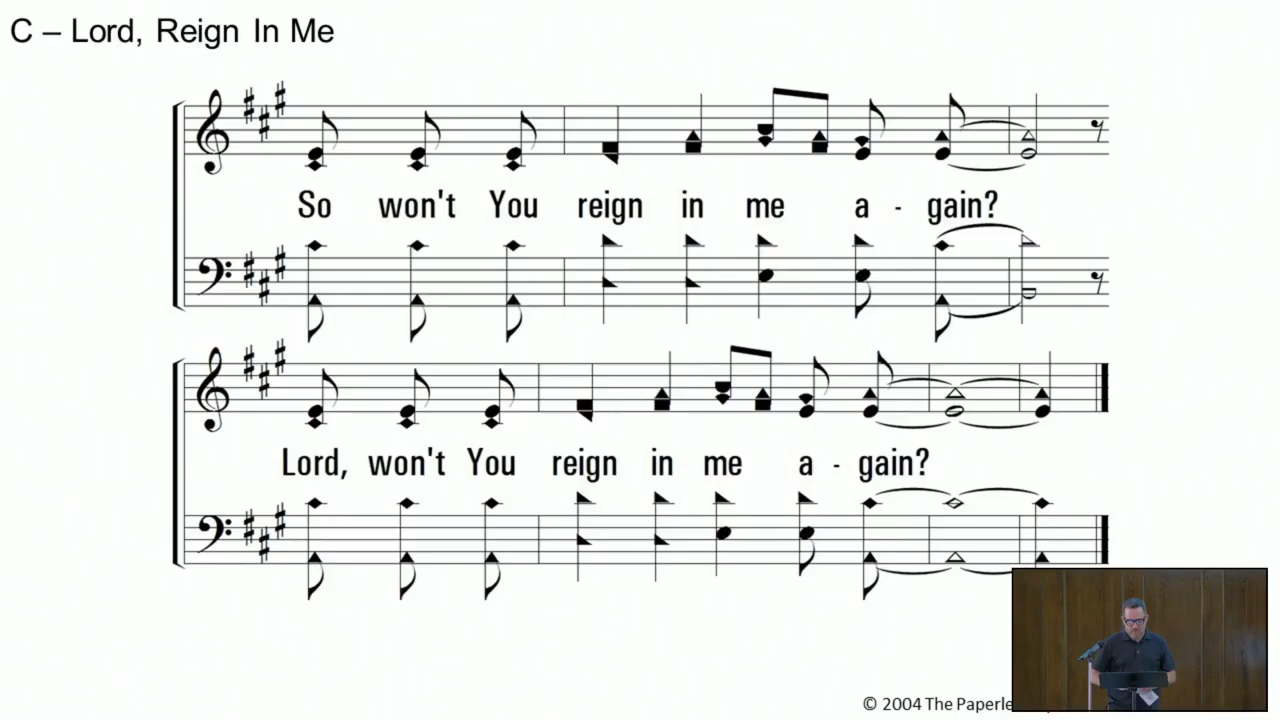 C – Lord, Reign In Me
So won't You reign in me a - gain?
Lord, won't You reign in me a - gain?
© 2004 The